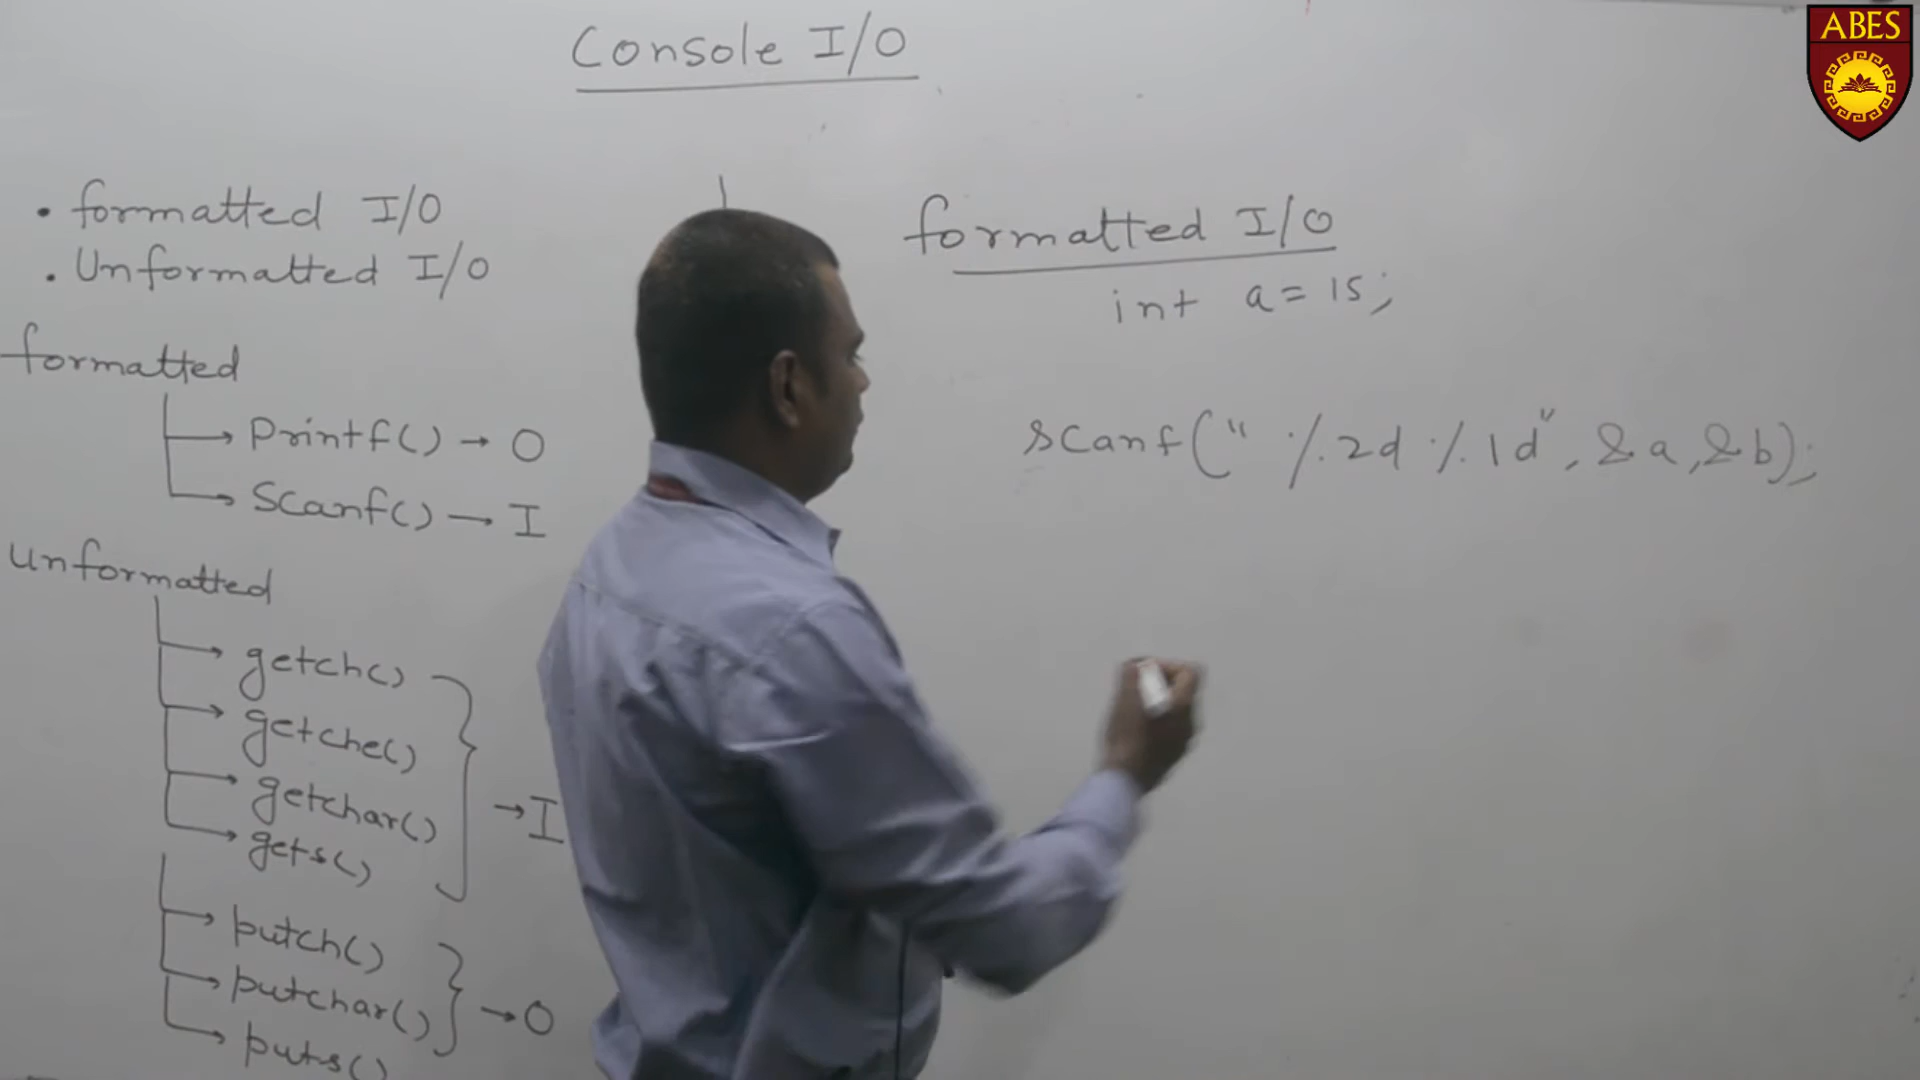 Console I/O
ABES
• formatted I/O
• Unformatted I/O
formatted
→ printf() → O
→ Scanf() → I
Unformatted
→ getch()
→ getche()
→ getchar()
→ gets()
→ I
→ putch()
→ putchar()
→ puts()
→ O
formatted I/O
int a = 15;
scanf("%2d %1d", &a, &b);